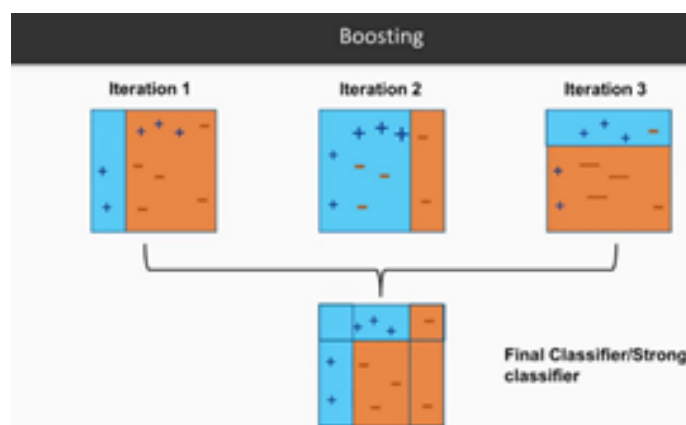 Boosting
Iteration 1
Iteration 2
Iteration 3
Final Classifier/Strong
classifier